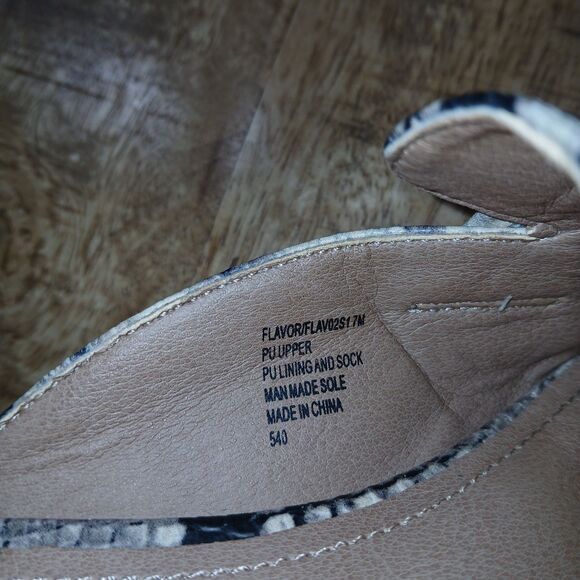 FLAVOR/FLAV02S1 7M
PU UPPER
PU LINING AND SOCK
MAN MADE SOLE
MADE IN CHINA
540